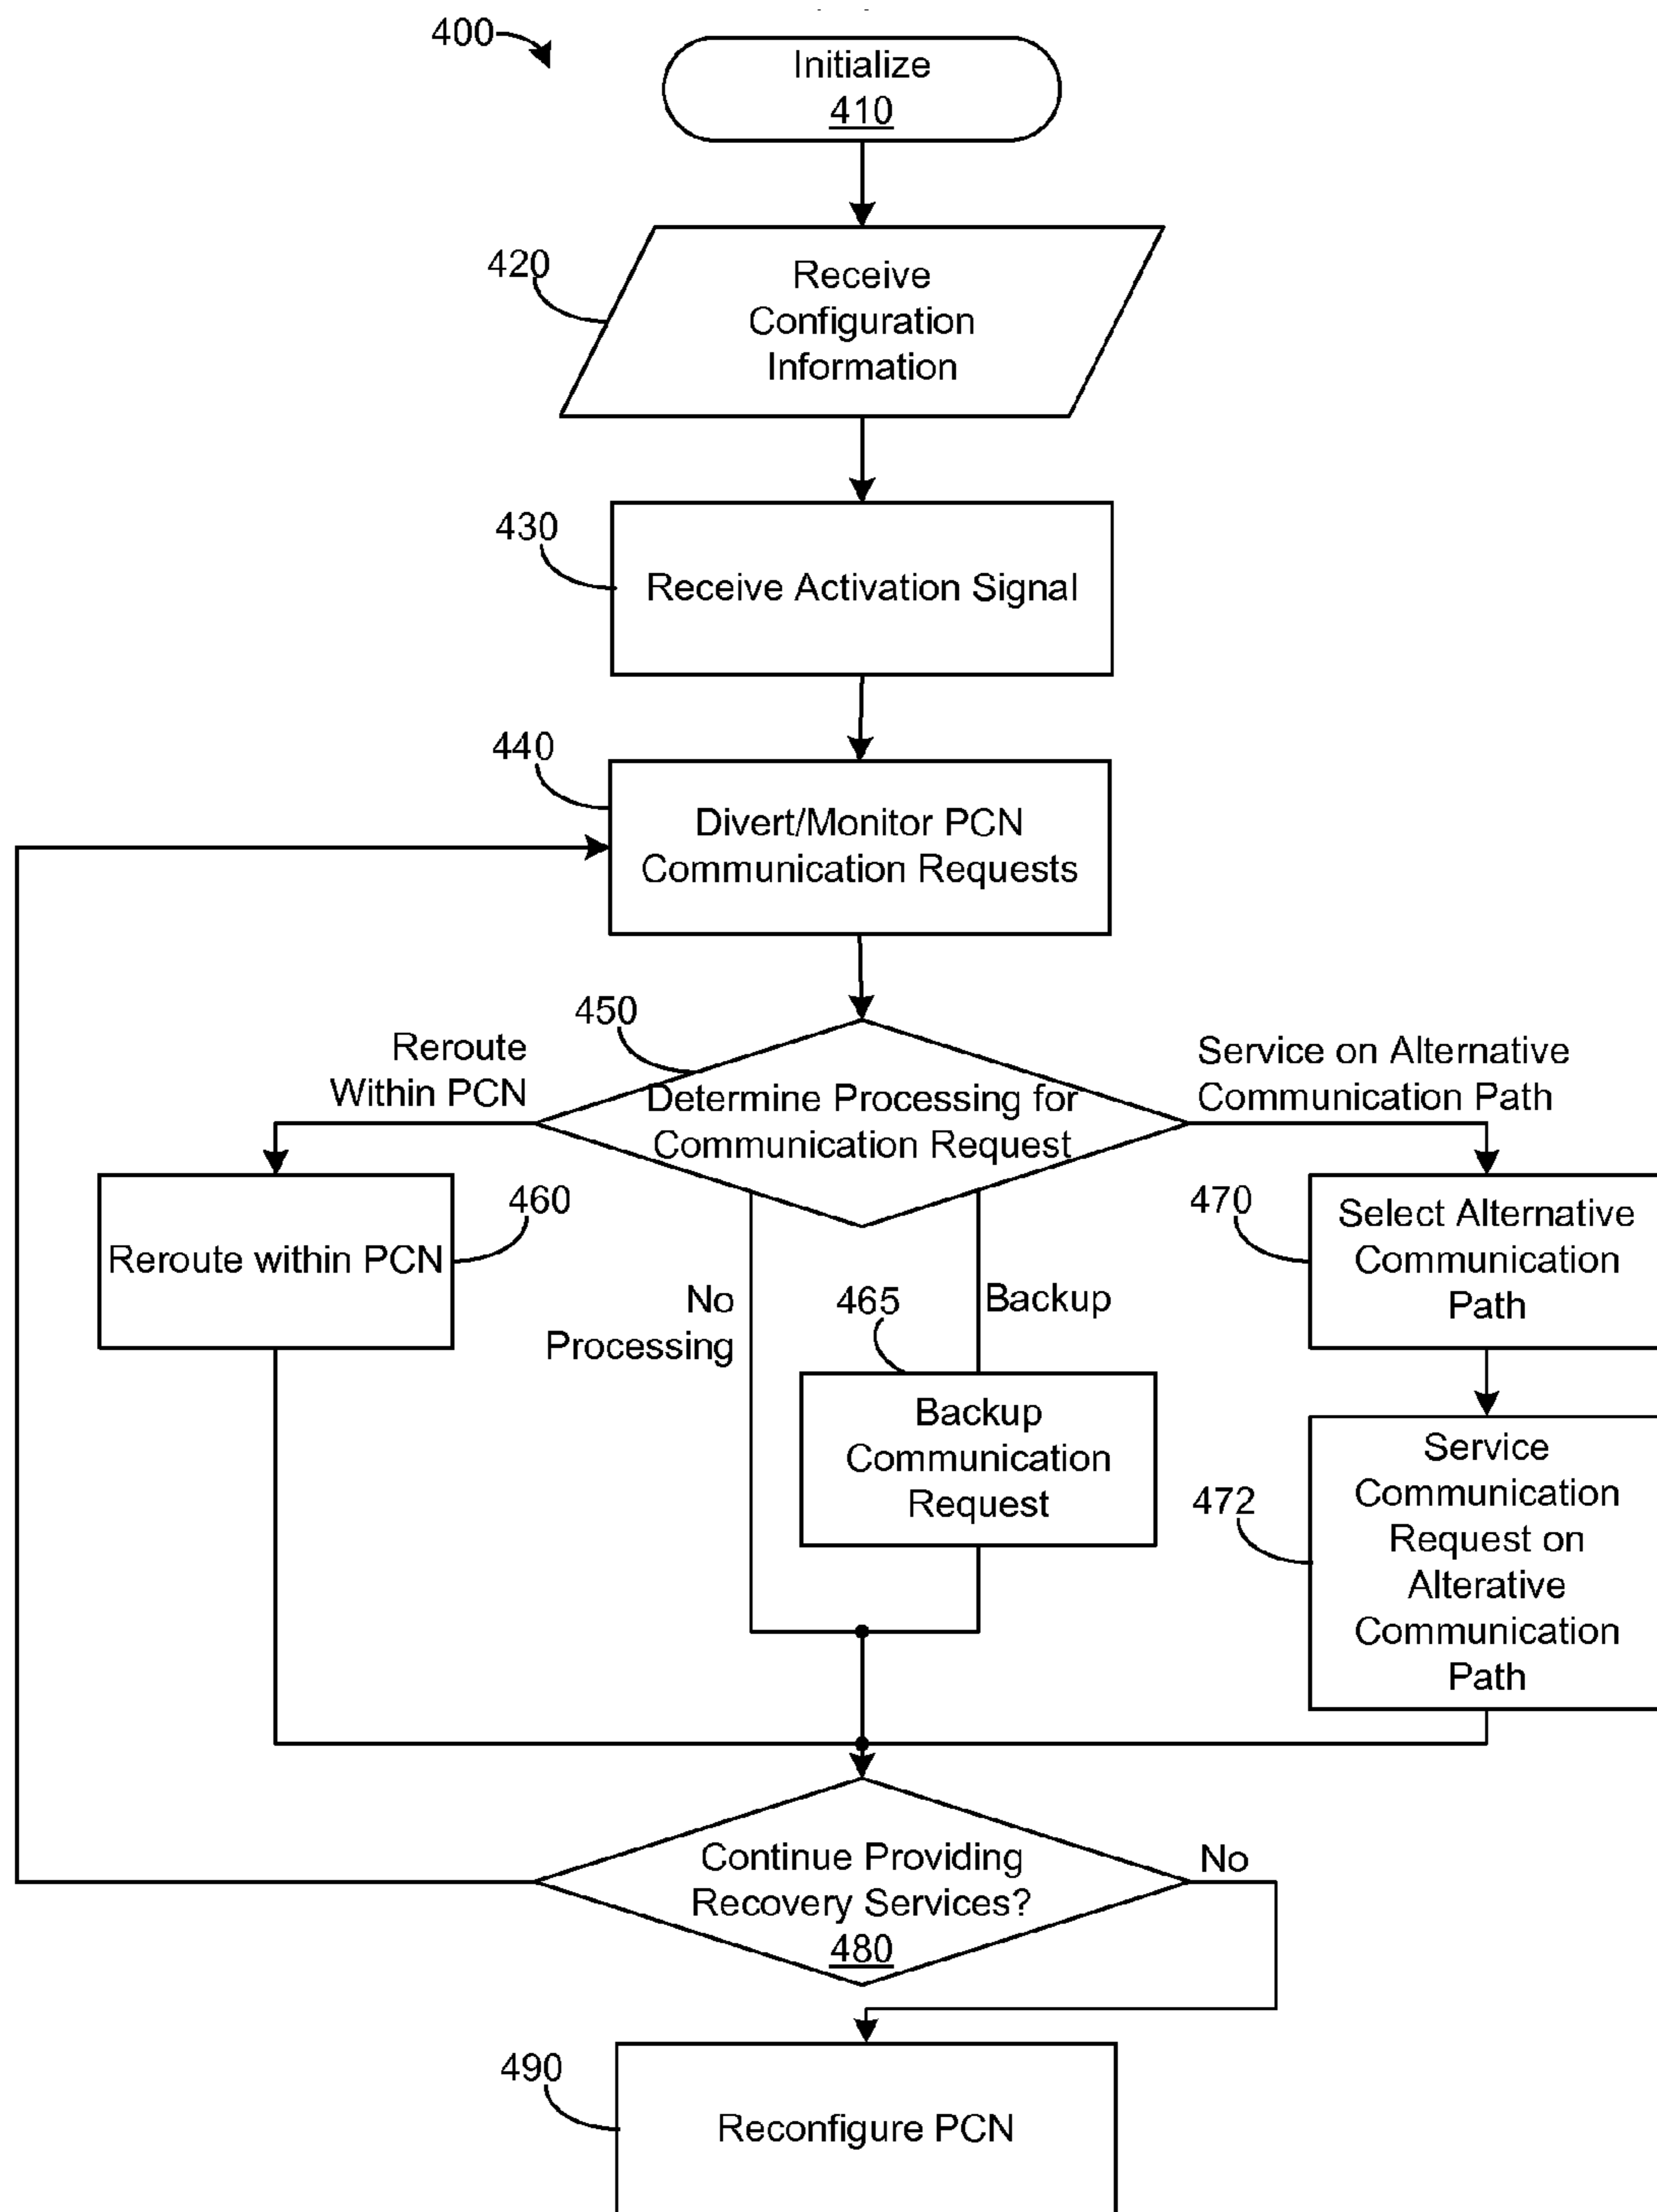 400
Initialize
410
420
Receive
Configuration
Information
430
Receive Activation Signal
440
Divert/Monitor PCN
Communication Requests
450
Reroute
Within PCN
Determine Processing for
Communication Request
Service on Alternative
Communication Path
Reroute within PCN
460
No
Processing
465
Backup
Backup
Communication
Request
470
Select Alternative
Communication
Path
472
Service
Communication
Request on
Alterative
Communication
Path
Continue Providing
Recovery Services?
480
No
490
Reconfigure PCN